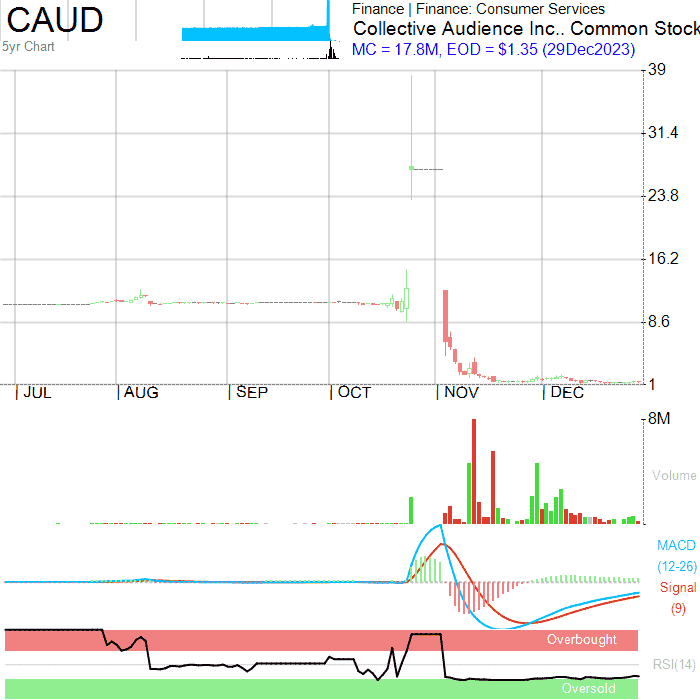 CAUD
5yr Chart
Finance | Finance: Consumer Services
Collective Audience Inc.. Common Stock
MC = 17.8M, EOD = $1.35 (29Dec2023)
39
31.4
23.8
16.2
8.6
1
JUL
AUG
SEP
OCT
NOV
DEC
8M
Volume
MACD
(12-26)
Signal
(9)
Overbought
RSI(14)
Oversold